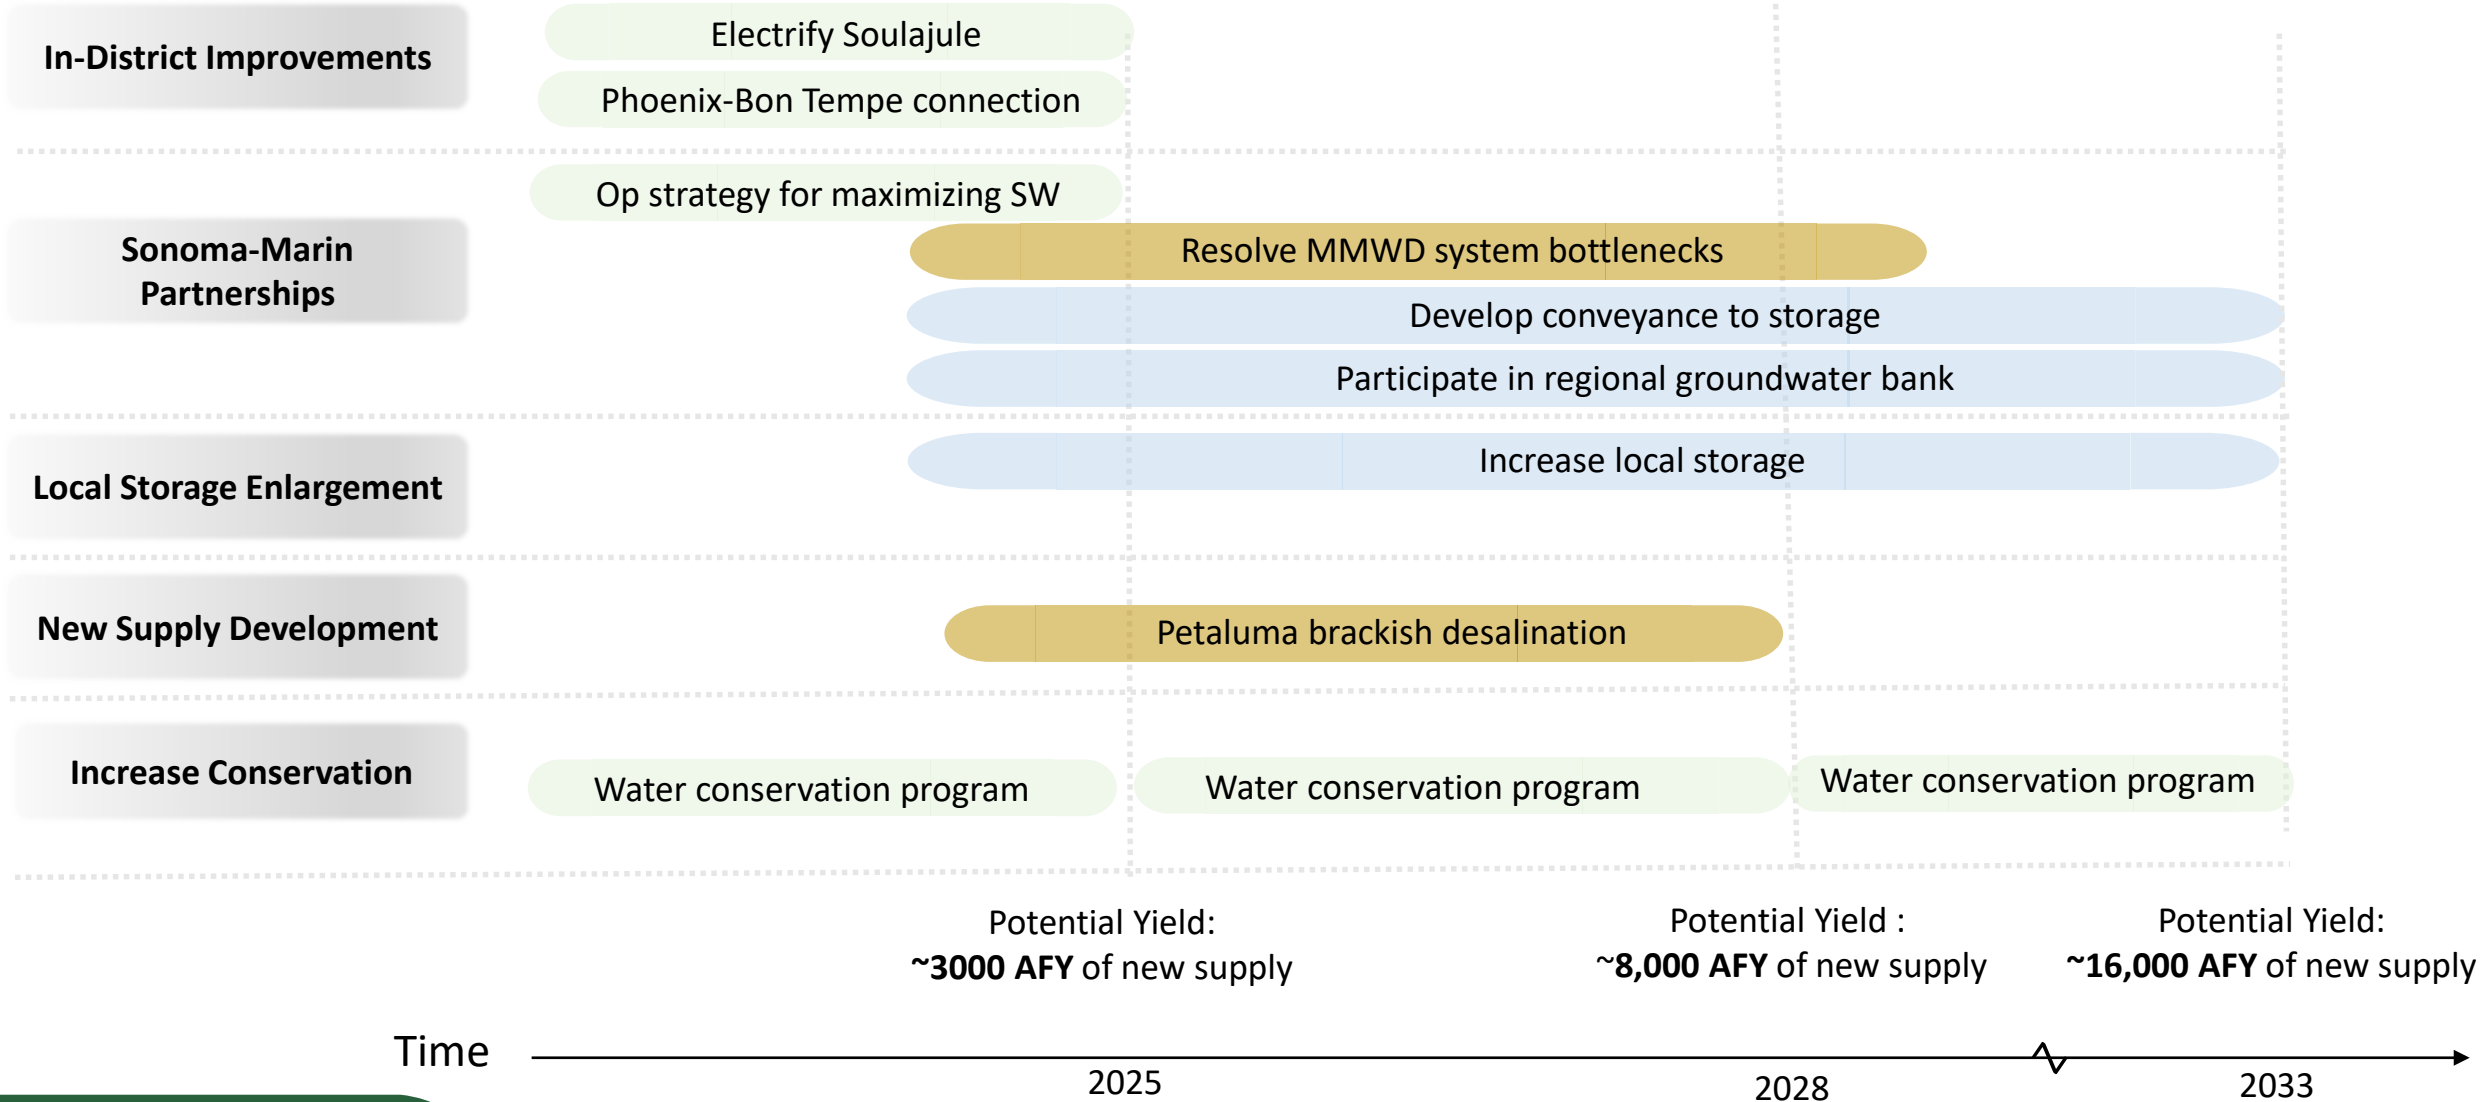 In-District Improvements
Electrify Soulajule
Phoenix-Bon Tempe connection
Sonoma-Marin
Partnerships
Op strategy for maximizing SW
Resolve MMWD system bottlenecks
Develop conveyance to storage
Participate in regional groundwater bank
Local Storage Enlargement
Increase local storage
New Supply Development
Petaluma brackish desalination
Increase Conservation
Water conservation program
Water conservation program
Water conservation program
Potential Yield:
~3000 AFY of new supply
Potential Yield :
~8,000 AFY of new supply
Potential Yield:
~16,000 AFY of new supply
Time
2025
2028
2033